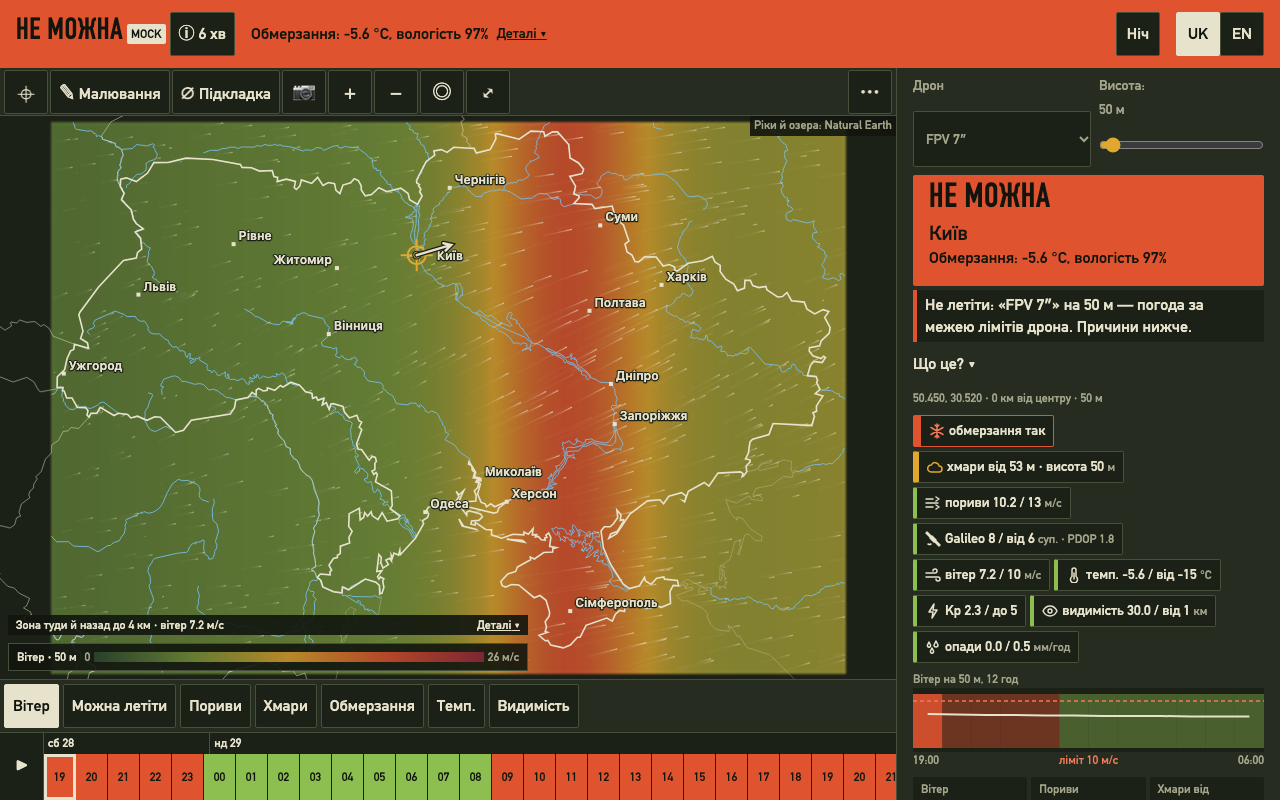 НЕ МОЖНА МОСК ⓘ 6 хв Обмерзання: -5.6 °C, вологість 97% Деталі ▾ Ніч UK EN
Малювання Ø Підкладка + − ...
Ріки й озера: Natural Earth
Чернігів
Суми
Рівне
Київ
Житомир
Харків
Львів
Полтава
Вінниця
Ужгород
Дніпро
Запоріжжя
Миколаїв
Херсон
Одеса
Сімферополь
Зона туди й назад до 4 км · вітер 7.2 м/с Деталі ▾
Вітер · 50 м 0 26 м/с
Вітер Можна летіти Пориви Хмари Обмерзання Темп. Видимість
сб 28 нд 29
19 20 21 22 23 00 01 02 03 04 05 06 07 08 09 10 11 12 13 14 15 16 17 18 19 20 21
Дрон Висота:
50 м
FPV 7″
НЕ МОЖНА
Київ
Обмерзання: -5.6 °C, вологість 97%
Не летіти: «FPV 7″» на 50 м — погода за
межею лімітів дрона. Причини нижче.
Що це? ▾
50.450, 30.520 · 0 км від центру · 50 м
обмерзання так
хмари від 53 м · висота 50 м
пориви 10.2 / 13 м/с
Galileo 8 / від 6 суп. · PDOP 1.8
вітер 7.2 / 10 м/с темп. -5.6 / від -15 °C
Kp 2.3 / до 5 видимість 30.0 / від 1 км
опади 0.0 / 0.5 мм/год
Вітер на 50 м, 12 год
19:00 ліміт 10 м/с 06:00
Вітер Пориви Хмари від